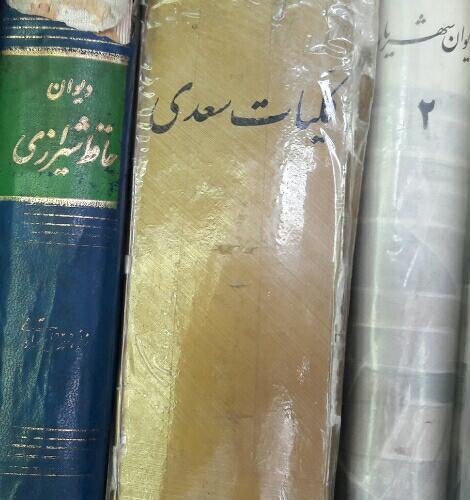 دیوان
حافظ شیرازی
کلیات سعدی
دیوان شهریار
۲